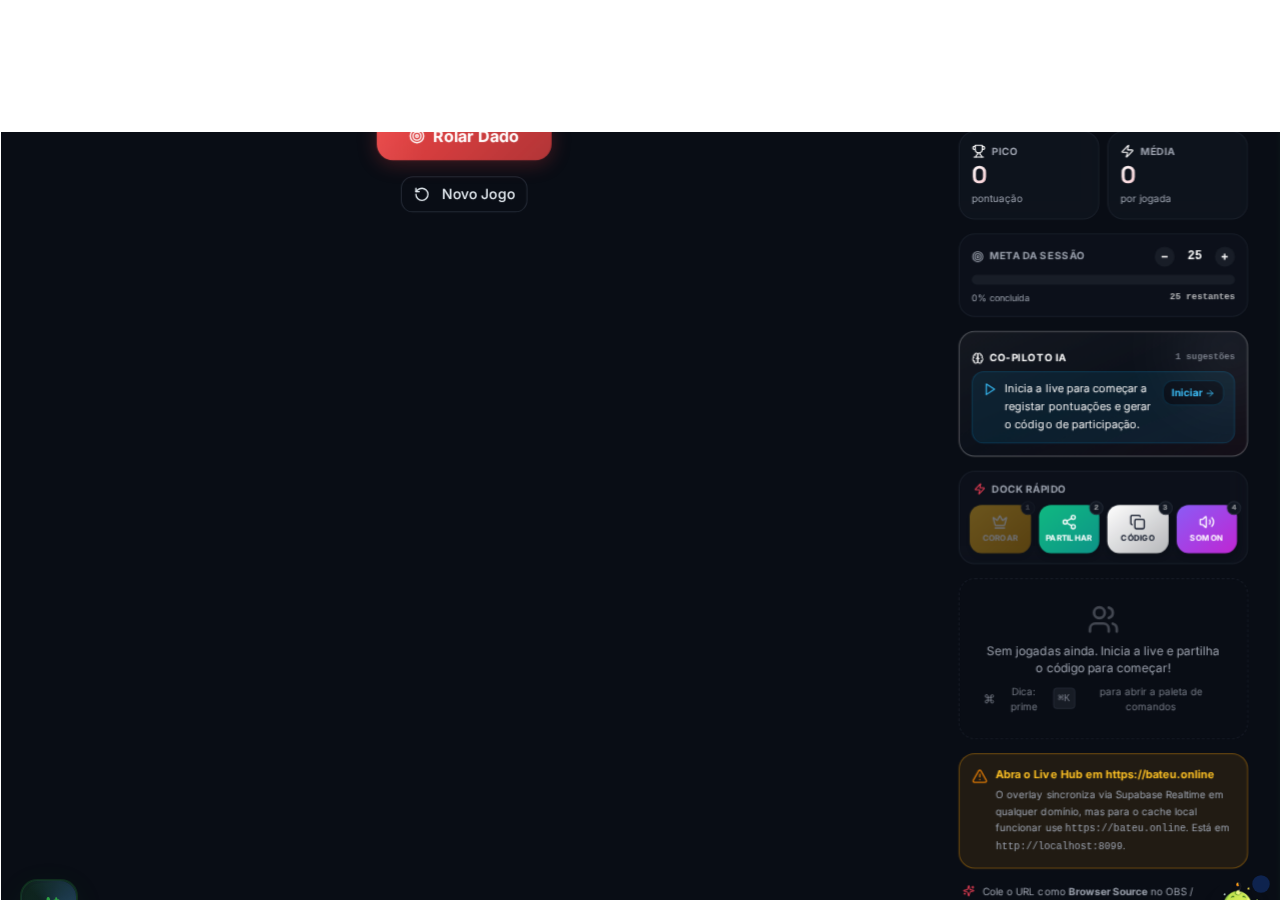 Rolar Dado
Novo Jogo
PICO
0
pontuação
MÉDIA
0
por jogada
META DA SESSÃO
− 25 +
0% concluída
25 restantes
CO-PILOTO IA
1 sugestões
Inicia a live para começar a
registar pontuações e gerar
o código de participação.
Iniciar →
DOCK RÁPIDO
1
COROAR
2
PARTILHAR
3
CÓDIGO
4
SOM ON
Sem jogadas ainda. Inicia a live e partilha
o código para começar!
⌘ Dica:
prime
⌘K
para abrir a paleta de
comandos
Abra o Live Hub em https://bateu.online
O overlay sincroniza via Supabase Realtime em
qualquer domínio, mas para o cache local
funcionar use https://bateu.online. Está em
http://localhost:8099.
Cole o URL como Browser Source no OBS /